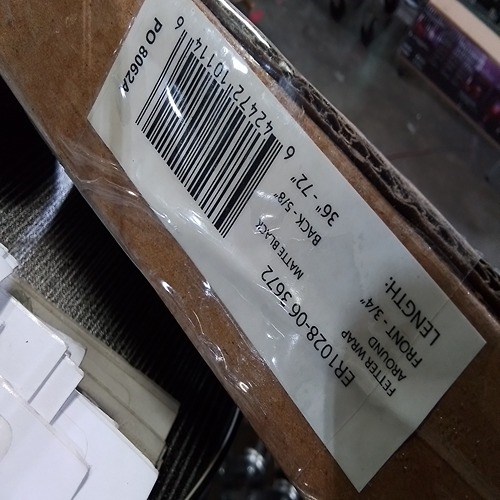 ER1028-06 3672
FETTER WRAP
AROUND
MATTE BLACK
FRONT - 3/4"
BACK - 5/8"
LENGTH:
36" - 72"
6 42472 10114 6
PO 8062A